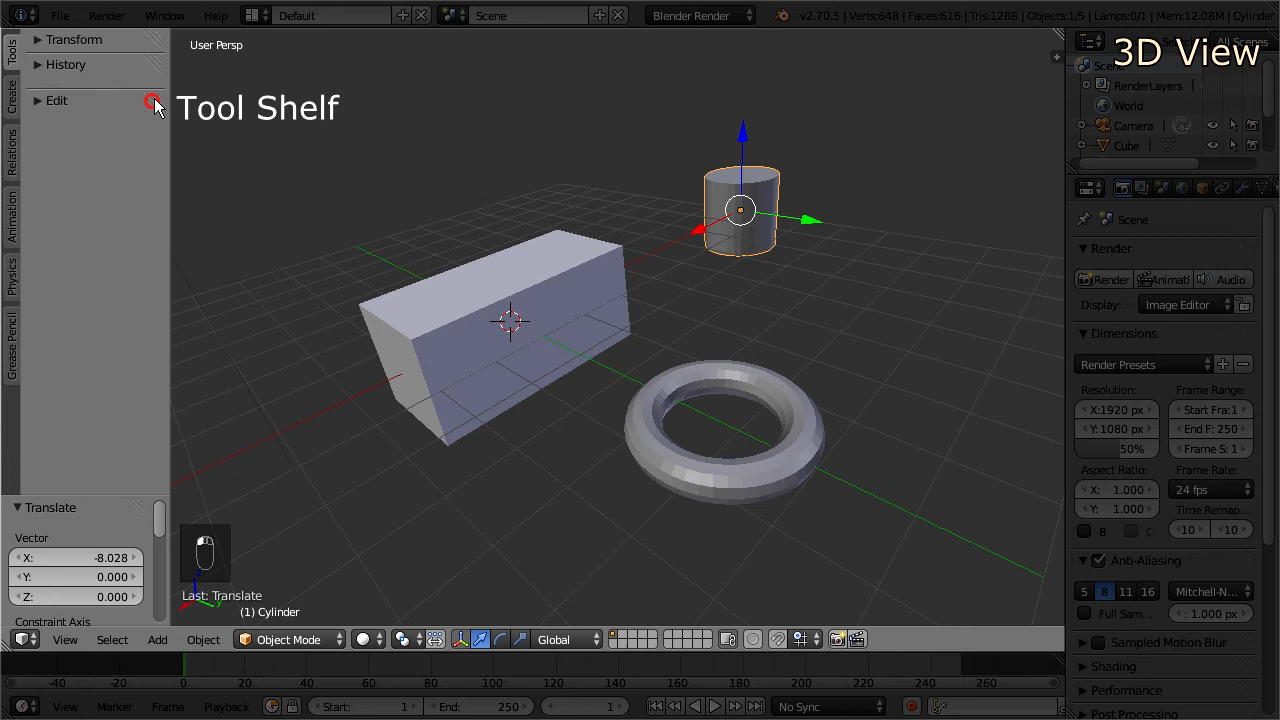 File Render Window Help Default Scene Blender Render v2.70.5 | Verts:648 | Faces:616 | Tris:1288 | Objects:1/5 | Lamps:0/1 | Mem:12.08M | Cylinder
3D View
Tool Shelf
User Persp
Tools
Create
Relations
Animation
Physics
Grease Pencil
Transform
History
Edit
Translate
Vector
X: -8.028
Y: 0.000
Z: 0.000
Constraint Axis
Last: Translate
(1) Cylinder
View Select Add Object Object Mode Global
-40 -20 0 20 40 60 80 100 120 140 160 180 200 220 240 260
View Marker Frame Playback Start: 1 End: 250 1 No Sync
All Scenes
Scene
RenderLayers
World
Camera
Cube
Scene
Render
Render Animati Audio
Display: Image Editor
Dimensions
Render Presets
Resolution: Frame Range:
X:1920 px Start Fra:1
Y: 1080 px End F: 250
50% Frame S: 1
Aspect Ratio: Frame Rate:
X: 1.000 24 fps
Y: 1.000 Time Remap...
B C 10 10
Anti-Aliasing
5 8 11 16 Mitchell-N...
Full Sam... : 1.000 px
Sampled Motion Blur
Shading
Performance
Post Processing